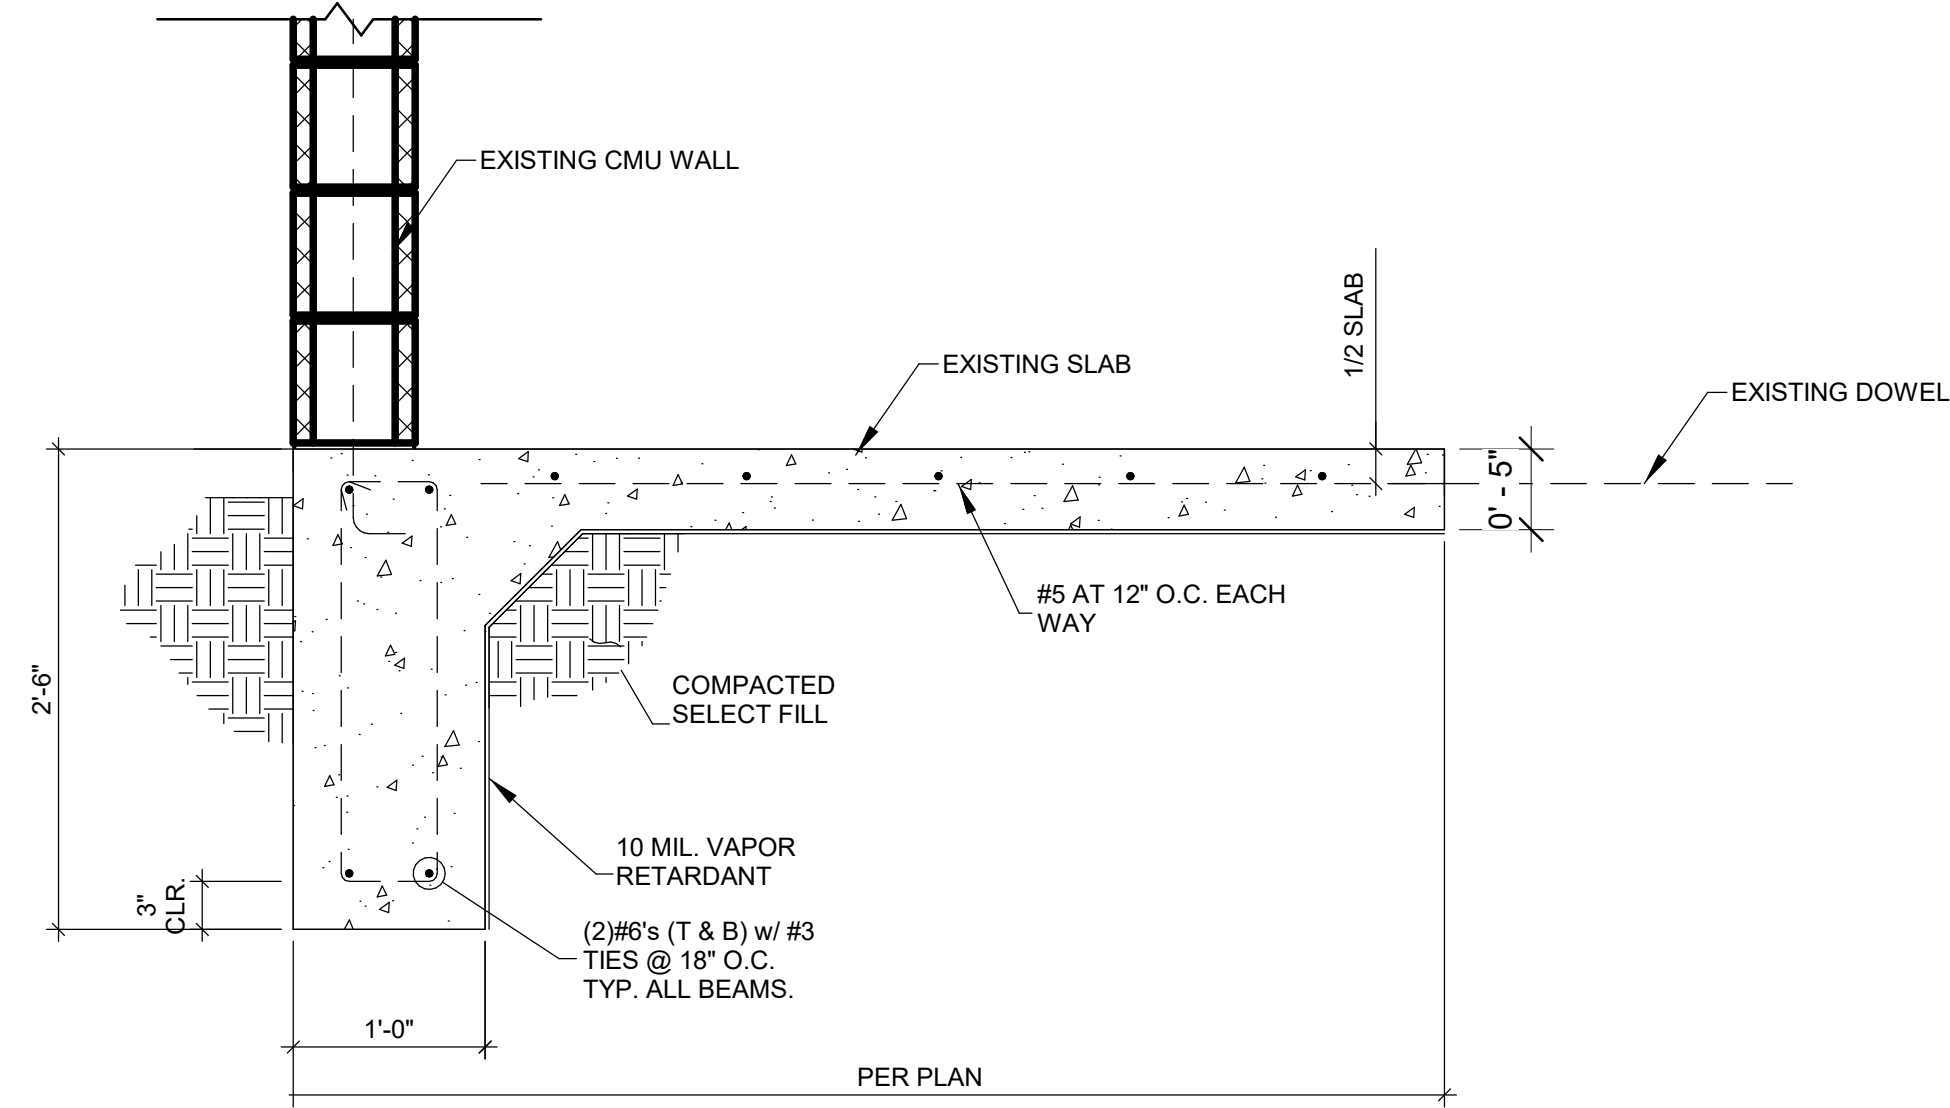 EXISTING CMU WALL
1/2 SLAB
EXISTING SLAB
EXISTING DOWEL
0' - 5"
#5 AT 12" O.C. EACH
WAY
2'-6"
COMPACTED
SELECT FILL
10 MIL. VAPOR
RETARDANT
3"
CLR.
(2)#6's (T & B) w/ #3
TIES @ 18" O.C.
TYP. ALL BEAMS.
1'-0"
PER PLAN